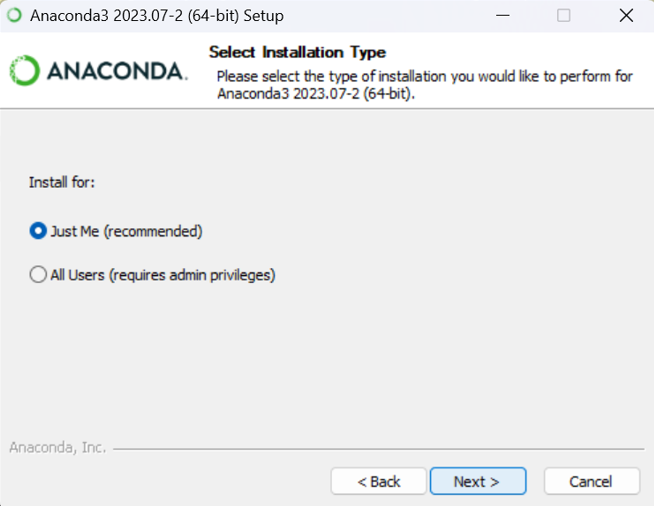 Anaconda3 2023.07-2 (64-bit) Setup
ANACONDA.
Select Installation Type
Please select the type of installation you would like to perform for
Anaconda3 2023.07-2 (64-bit).
Install for:
Just Me (recommended)
All Users (requires admin privileges)
Anaconda, Inc.
< Back
Next >
Cancel